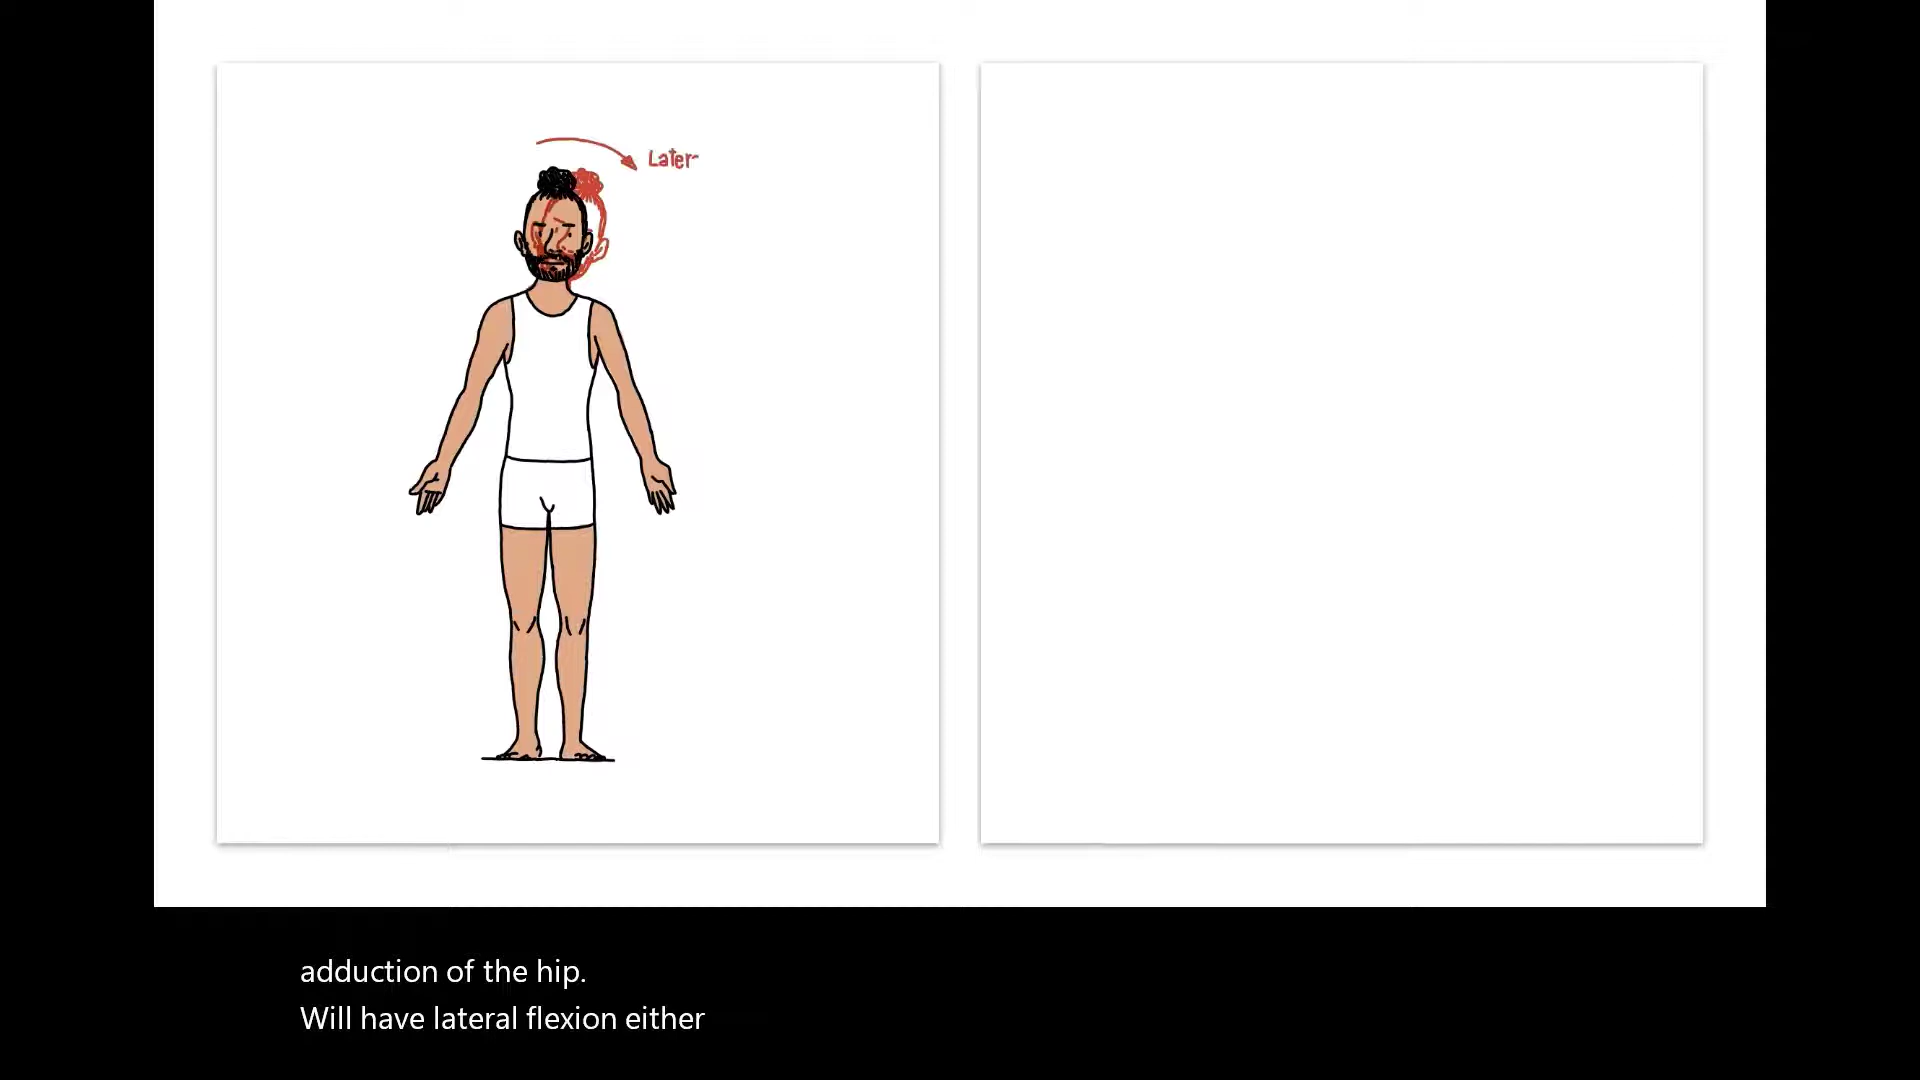 Later
adduction of the hip.
Will have lateral flexion either